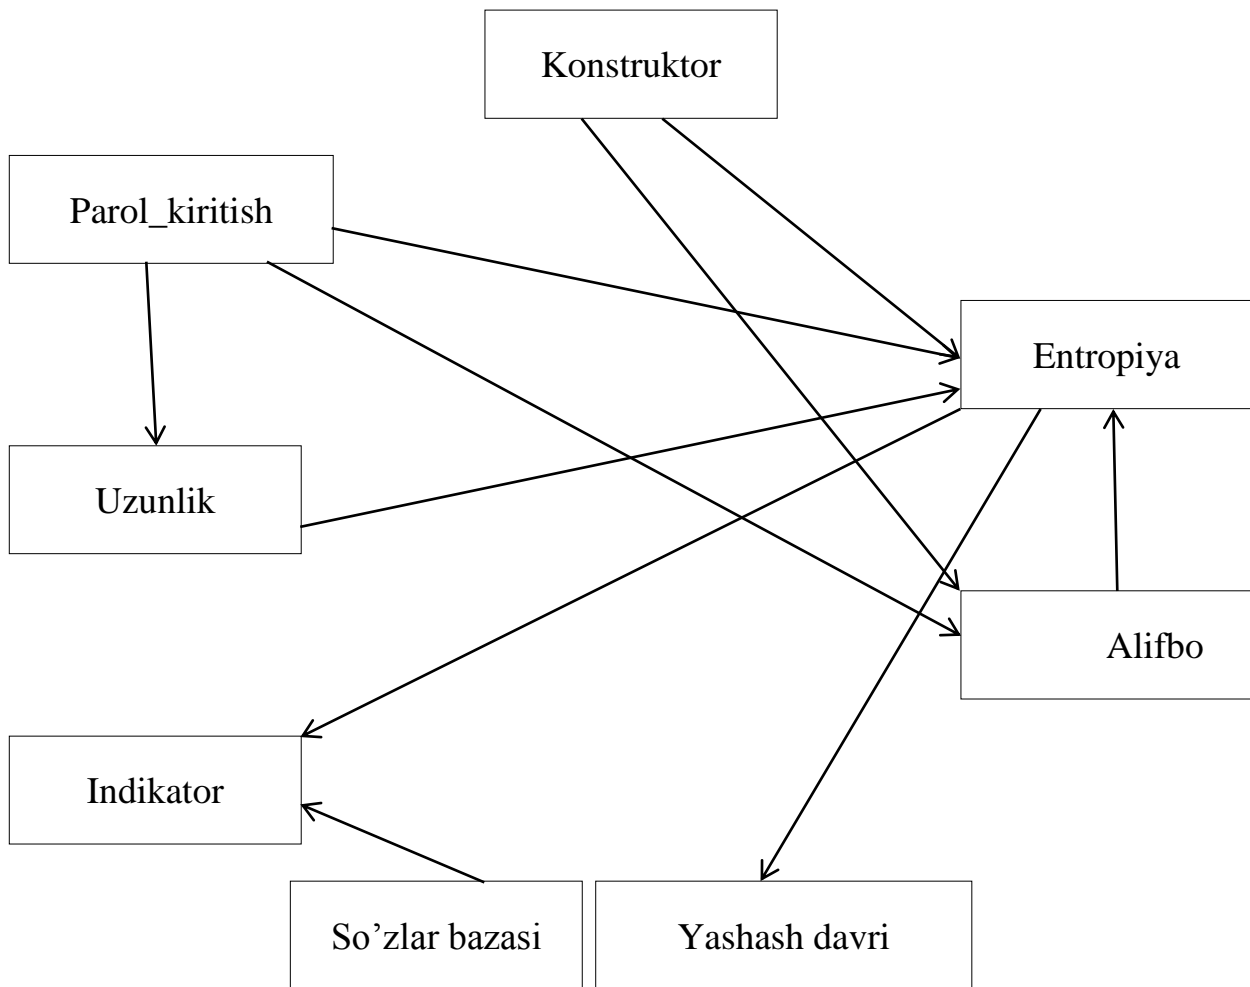 Konstruktor
Parol_kiritish
Entropiya
Uzunlik
Alifbo
Indikator
So’zlar bazasi
Yashash davri